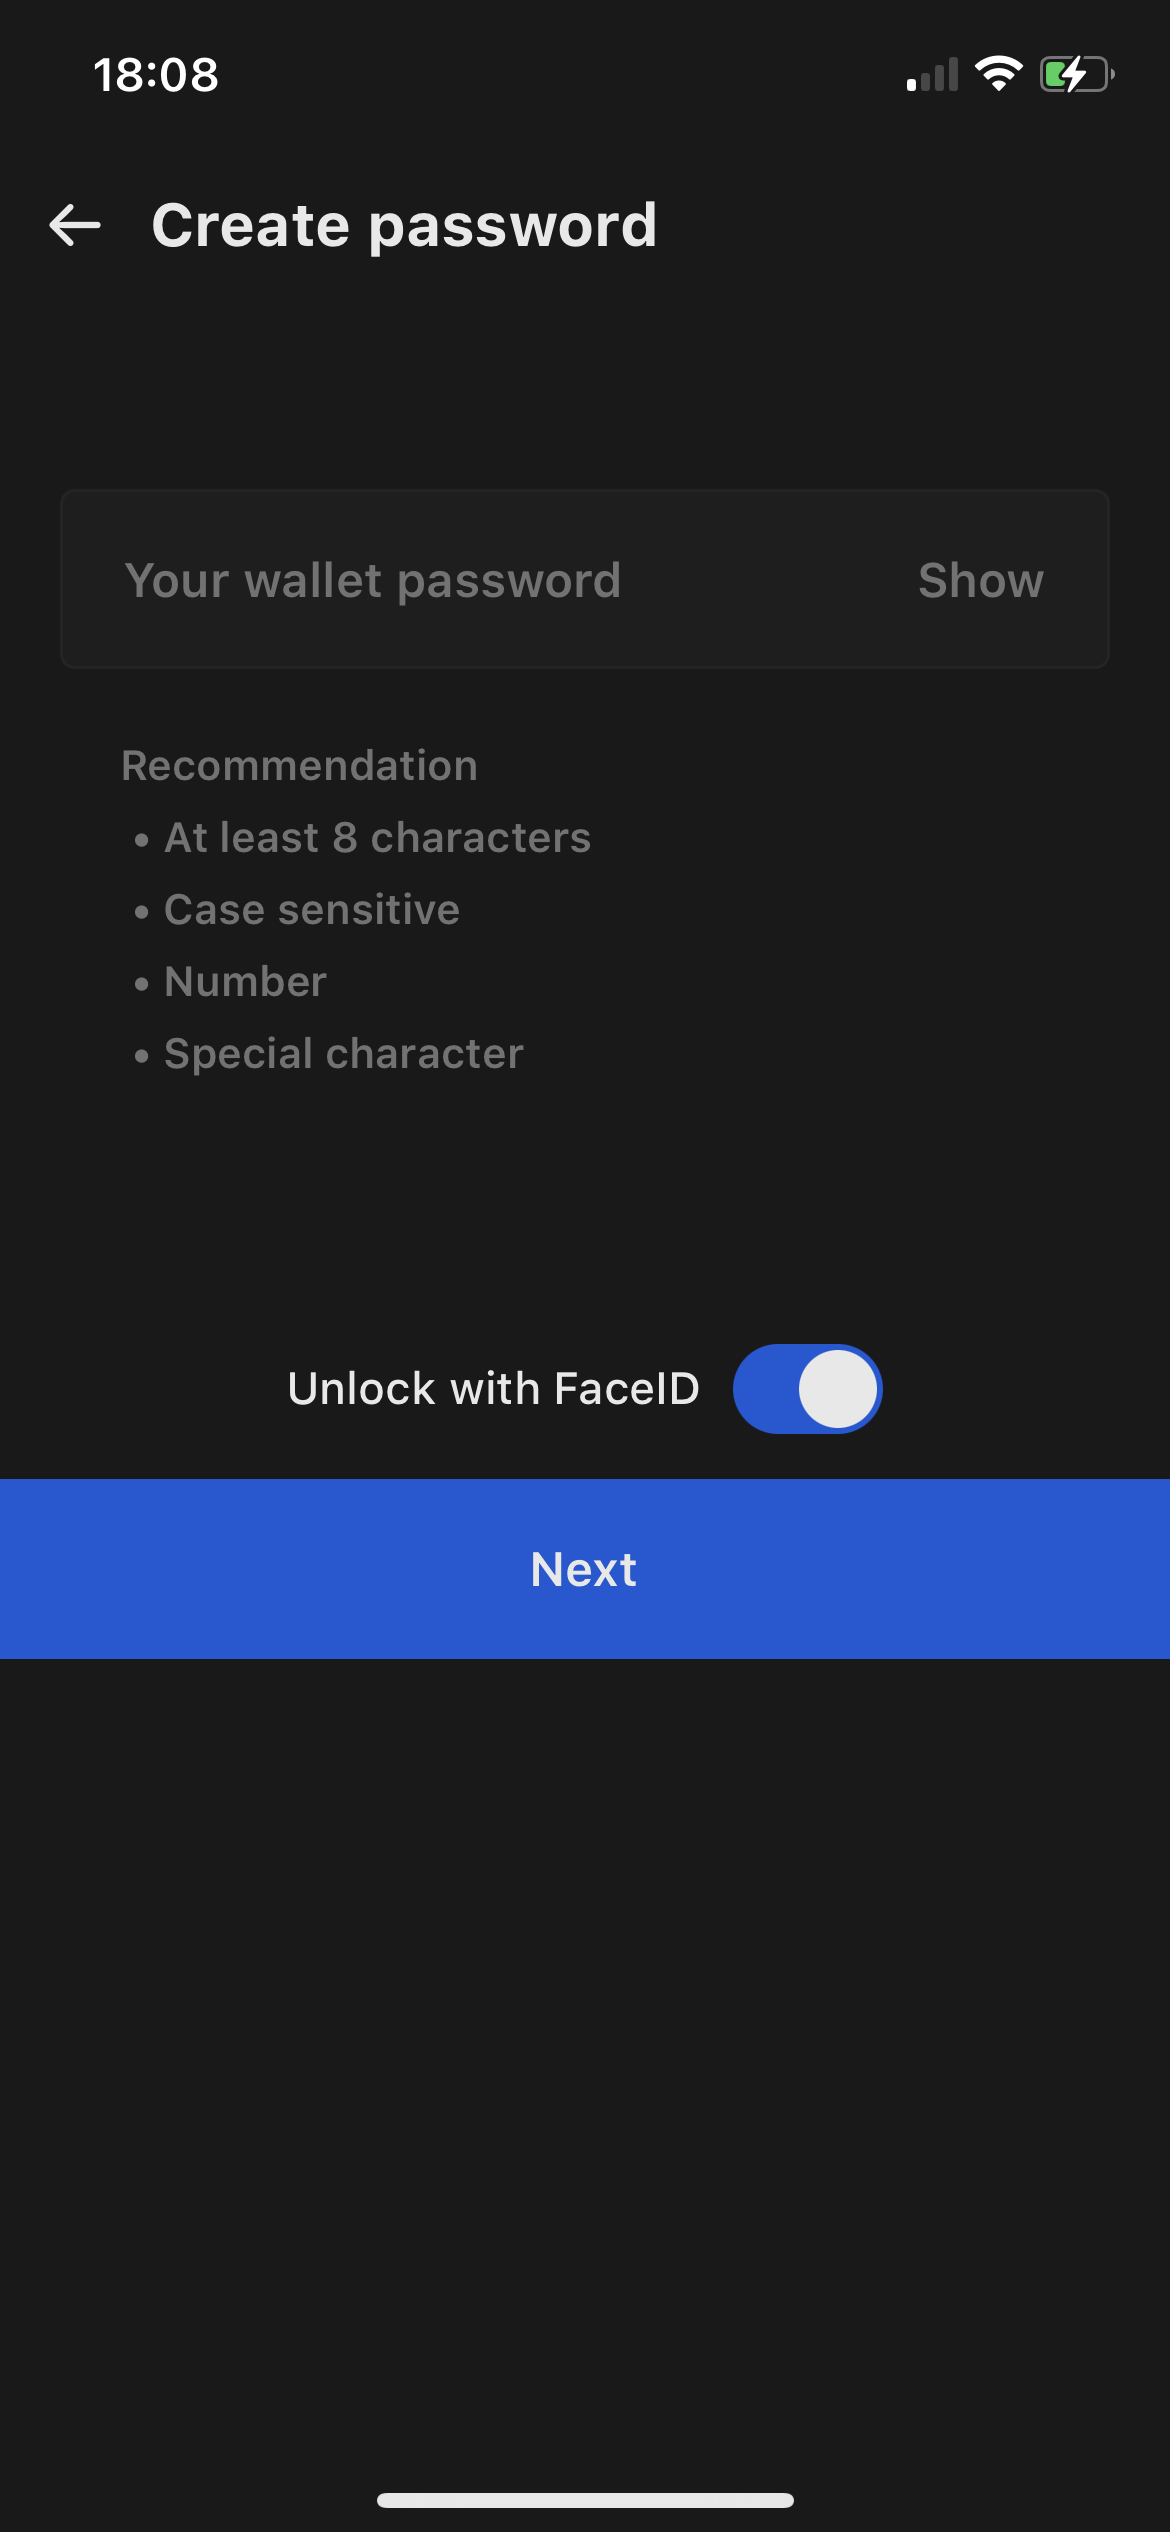 18:08
Create password
Your wallet password Show
Recommendation
• At least 8 characters
• Case sensitive
• Number
• Special character
Unlock with FaceID
Next